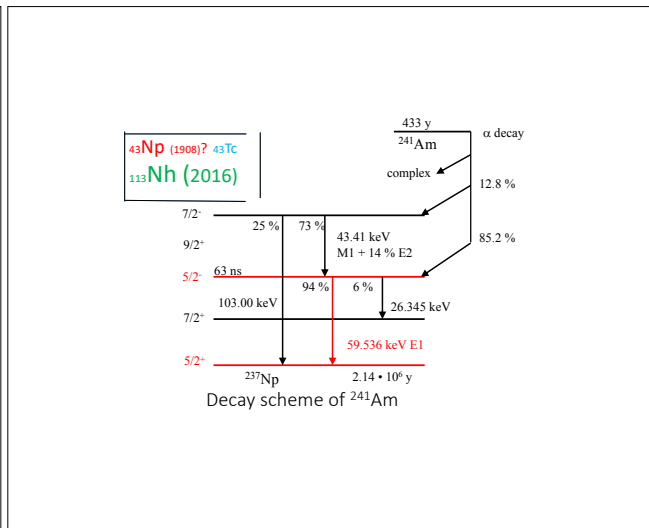 433 y
α decay
²⁴¹Am
₄₃Np (1908)? ₄₃Tc
₁₁₃Nh (2016)
complex
12.8 %
7/2⁻
25 %
73 %
43.41 keV
M1 + 14 % E2
9/2⁺
85.2 %
5/2⁻
63 ns
94 %
6 %
103.00 keV
26.345 keV
7/2⁺
59.536 keV E1
5/2⁺
²³⁷Np
2.14 • 10⁶ y
Decay scheme of ²⁴¹Am